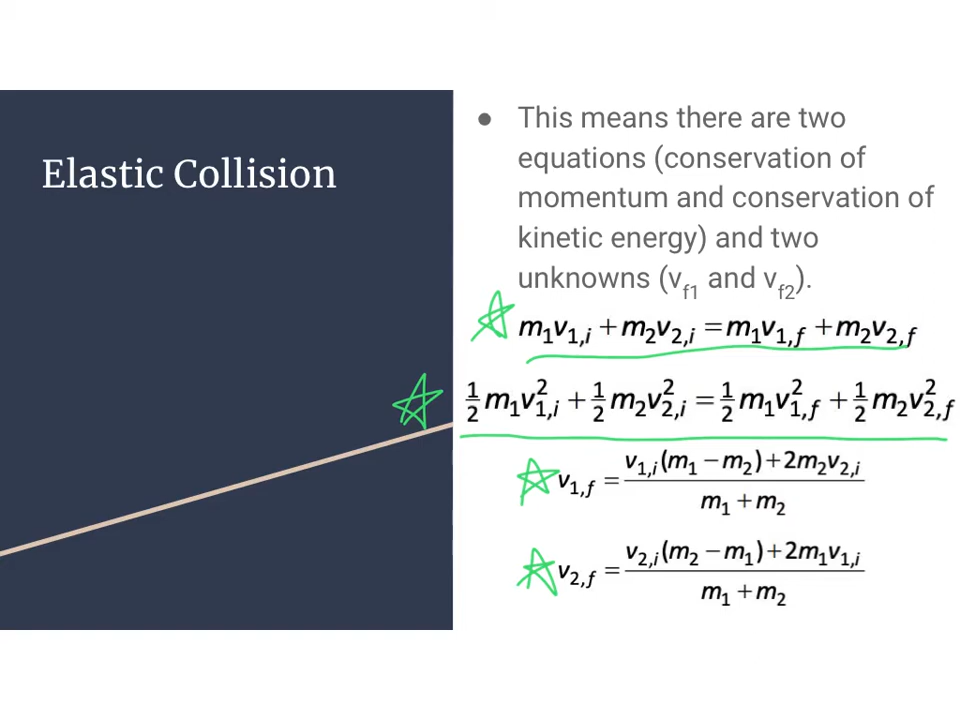 Elastic Collision
● This means there are two
equations (conservation of
momentum and conservation of
kinetic energy) and two
unknowns (v_f1 and v_f2).
m₁v₁,ᵢ + m₂v₂,ᵢ = m₁v₁,f + m₂v₂,f
½m₁v²₁,ᵢ + ½m₂v²₂,ᵢ = ½m₁v²₁,f + ½m₂v²₂,f
v₁,f = (v₁,ᵢ(m₁ − m₂) + 2m₂v₂,ᵢ) / (m₁ + m₂)
v₂,f = (v₂,ᵢ(m₂ − m₁) + 2m₁v₁,ᵢ) / (m₁ + m₂)